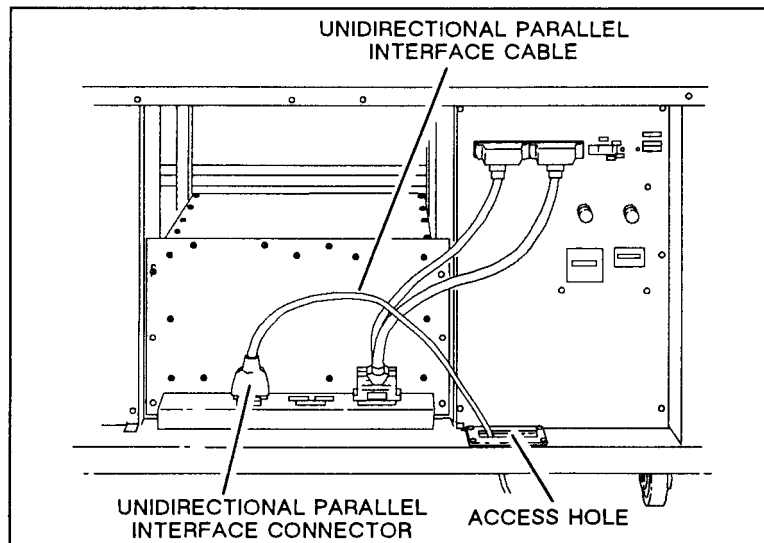 UNIDIRECTIONAL PARALLEL
INTERFACE CABLE
UNIDIRECTIONAL PARALLEL
INTERFACE CONNECTOR
ACCESS HOLE